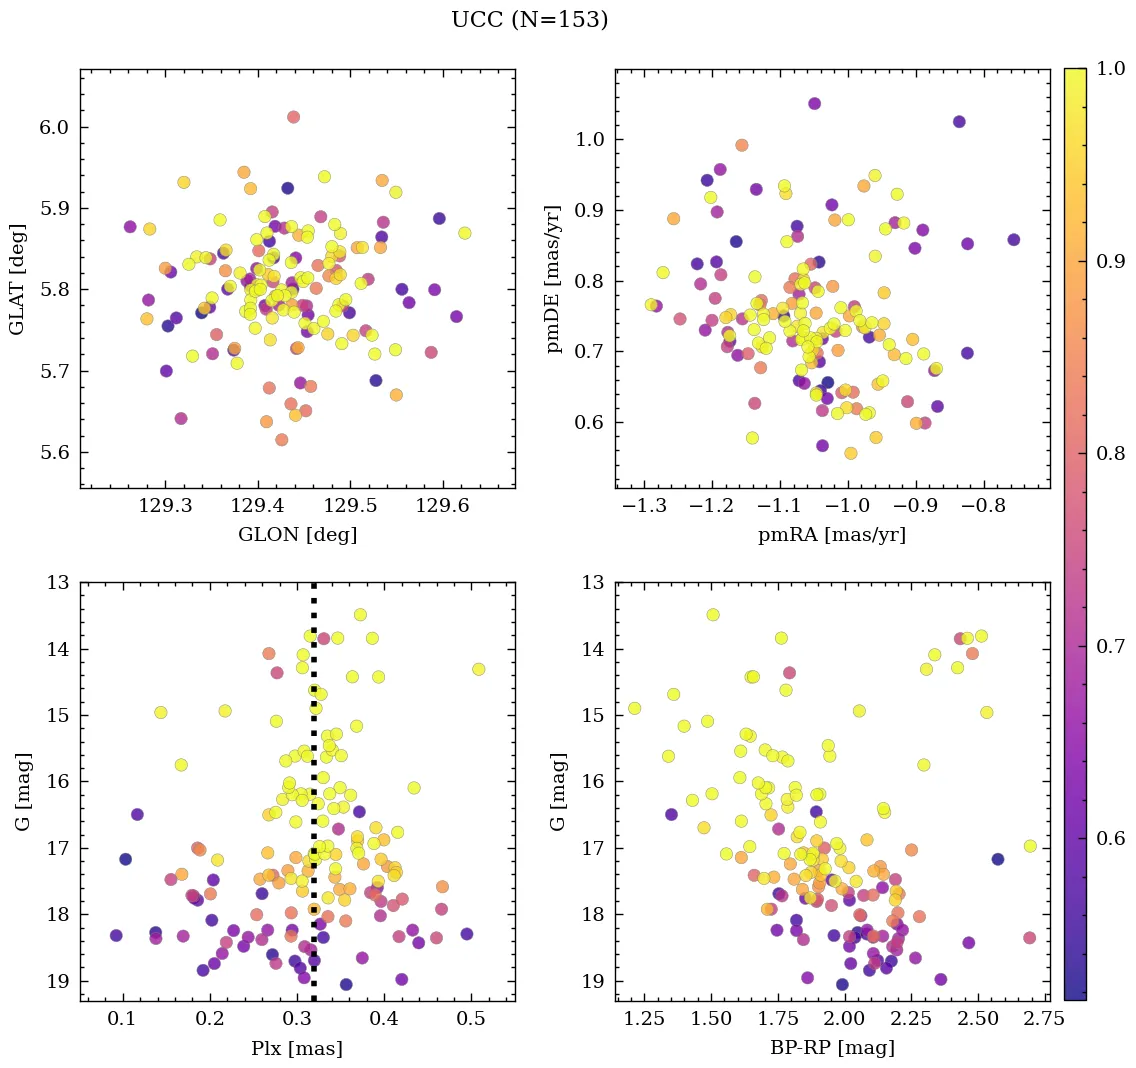 UCC (N=153)
6.0
5.9
5.8
5.7
5.6
GLAT [deg]
129.3 129.4 129.5 129.6
GLON [deg]
1.0
0.9
0.8
0.7
0.6
pmDE [mas/yr]
−1.3 −1.2 −1.1 −1.0 −0.9 −0.8
pmRA [mas/yr]
1.0
0.9
0.8
0.7
0.6
13
14
15
16
17
18
19
G [mag]
0.1 0.2 0.3 0.4 0.5
Plx [mas]
13
14
15
16
17
18
19
G [mag]
1.25 1.50 1.75 2.00 2.25 2.50 2.75
BP-RP [mag]